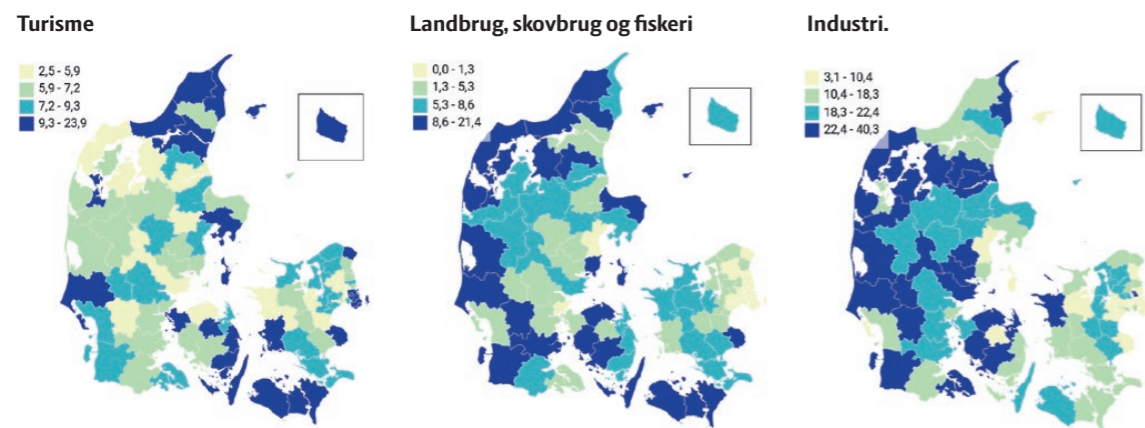 Turisme
2,5 - 5,9
5,9 - 7,2
7,2 - 9,3
9,3 - 23,9
Landbrug, skovbrug og fiskeri
0,0 - 1,3
1,3 - 5,3
5,3 - 8,6
8,6 - 21,4
Industri.
3,1 - 10,4
10,4 - 18,3
18,3 - 22,4
22,4 - 40,3